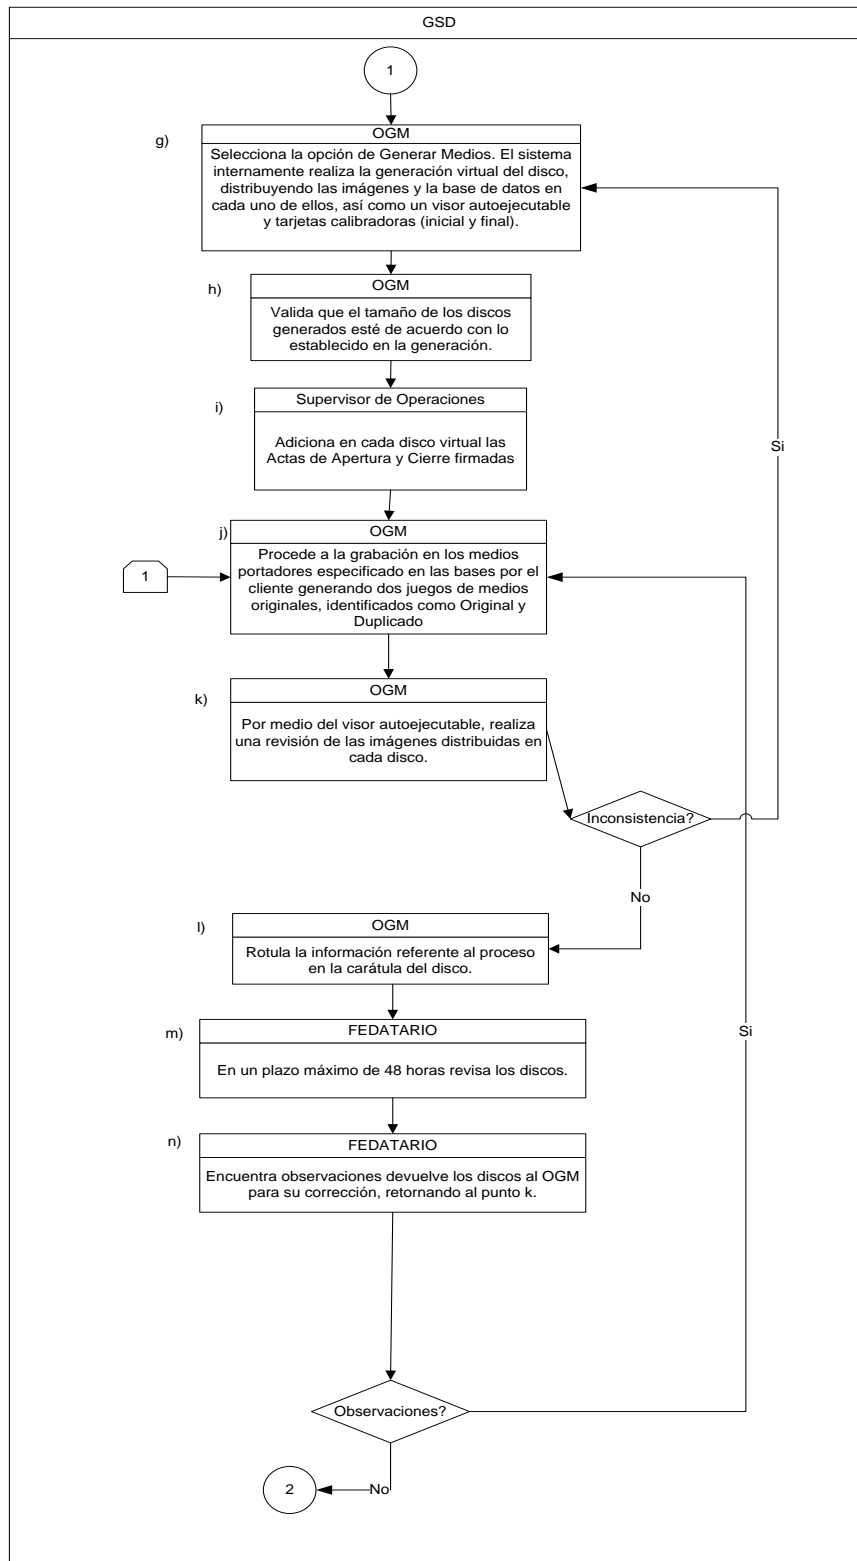 GSD
1
g)
OGM
Selecciona la opción de Generar Medios. El sistema
internamente realiza la generación virtual del disco,
distribuyendo las imágenes y la base de datos en
cada uno de ellos, así como un visor autoejecutable
y tarjetas calibradoras (inicial y final).
h)
OGM
Valida que el tamaño de los discos
generados esté de acuerdo con lo
establecido en la generación.
i)
Supervisor de Operaciones
Adiciona en cada disco virtual las
Actas de Apertura y Cierre firmadas
Si
j)
OGM
Procede a la grabación en los medios
portadores especificado en las bases por el
cliente generando dos juegos de medios
originales, identificados como Original y
Duplicado
1
k)
OGM
Por medio del visor autoejecutable, realiza
una revisión de las imágenes distribuidas en
cada disco.
Inconsistencia?
No
l)
OGM
Rotula la información referente al proceso
en la carátula del disco.
m)
FEDATARIO
En un plazo máximo de 48 horas revisa los discos.
Si
n)
FEDATARIO
Encuentra observaciones devuelve los discos al OGM
para su corrección, retornando al punto k.
Observaciones?
No
2